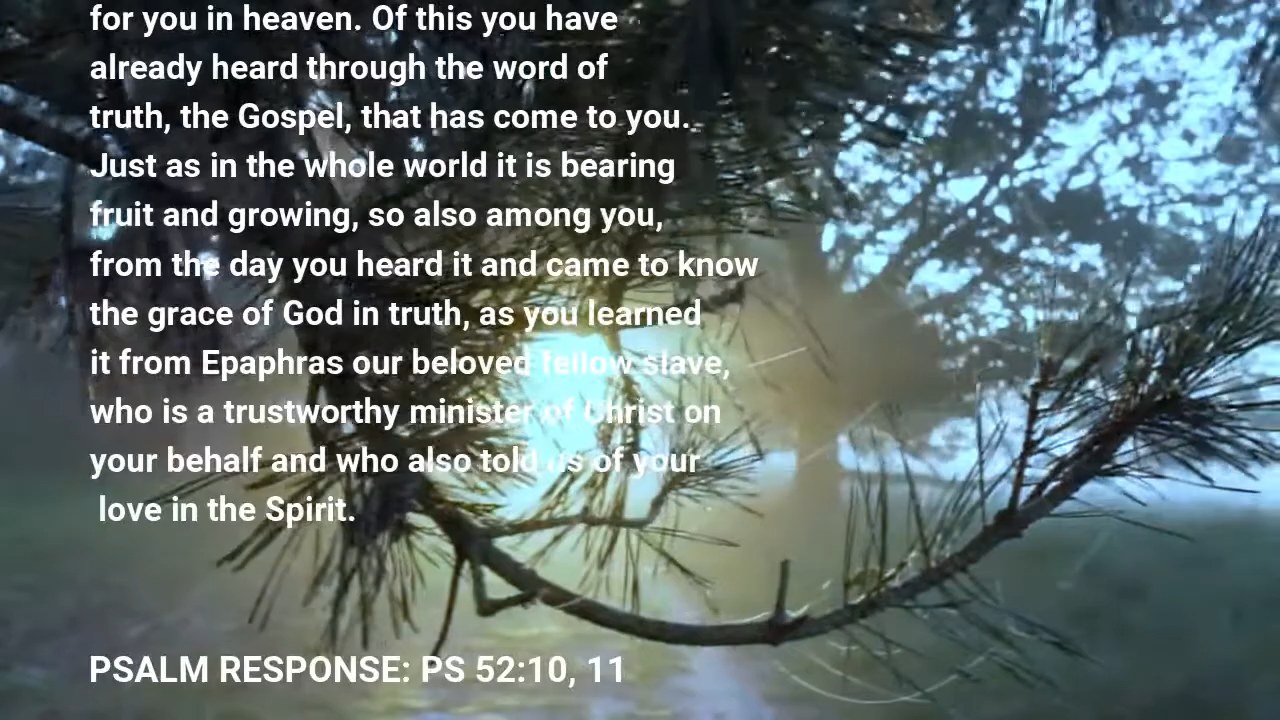 for you in heaven. Of this you have
already heard through the word of
truth, the Gospel, that has come to you.
Just as in the whole world it is bearing
fruit and growing, so also among you,
from the day you heard it and came to know
the grace of God in truth, as you learned
it from Epaphras our beloved fellow slave,
who is a trustworthy minister of Christ on
your behalf and who also told us of your
love in the Spirit.
PSALM RESPONSE: PS 52:10, 11